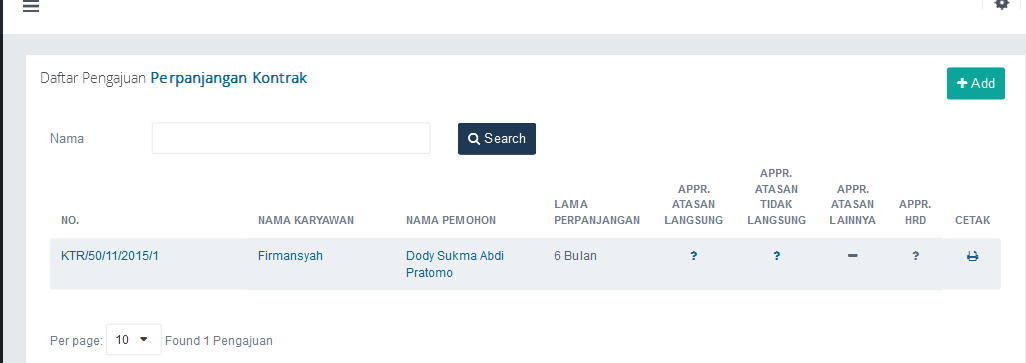 Daftar Pengajuan Perpanjangan Kontrak
+ Add
Nama
Search
NO.
NAMA KARYAWAN
NAMA PEMOHON
LAMA
PERPANJANGAN
APPR.
ATASAN
LANGSUNG
APPR.
ATASAN
TIDAK
LANGSUNG
APPR.
ATASAN
LAINNYA
APPR.
HRD
CETAK
KTR/50/11/2015/1
Firmansyah
Dody Sukma Abdi
Pratomo
6 Bulan
?
?
–
?
Per page: 10
Found 1 Pengajuan